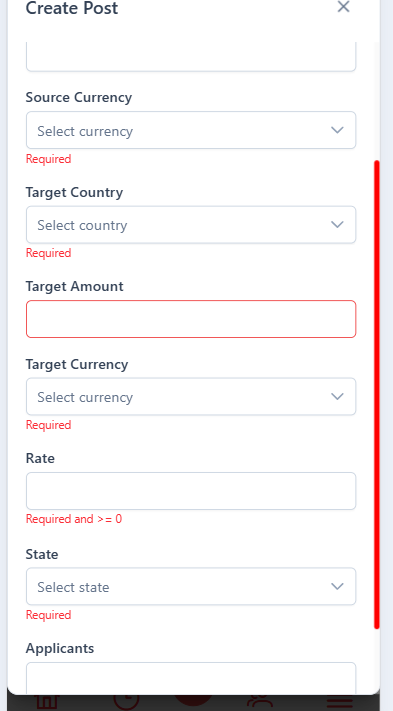 Create Post
Source Currency
Select currency
Required
Target Country
Select country
Required
Target Amount
Target Currency
Select currency
Required
Rate
Required and >= 0
State
Select state
Required
Applicants